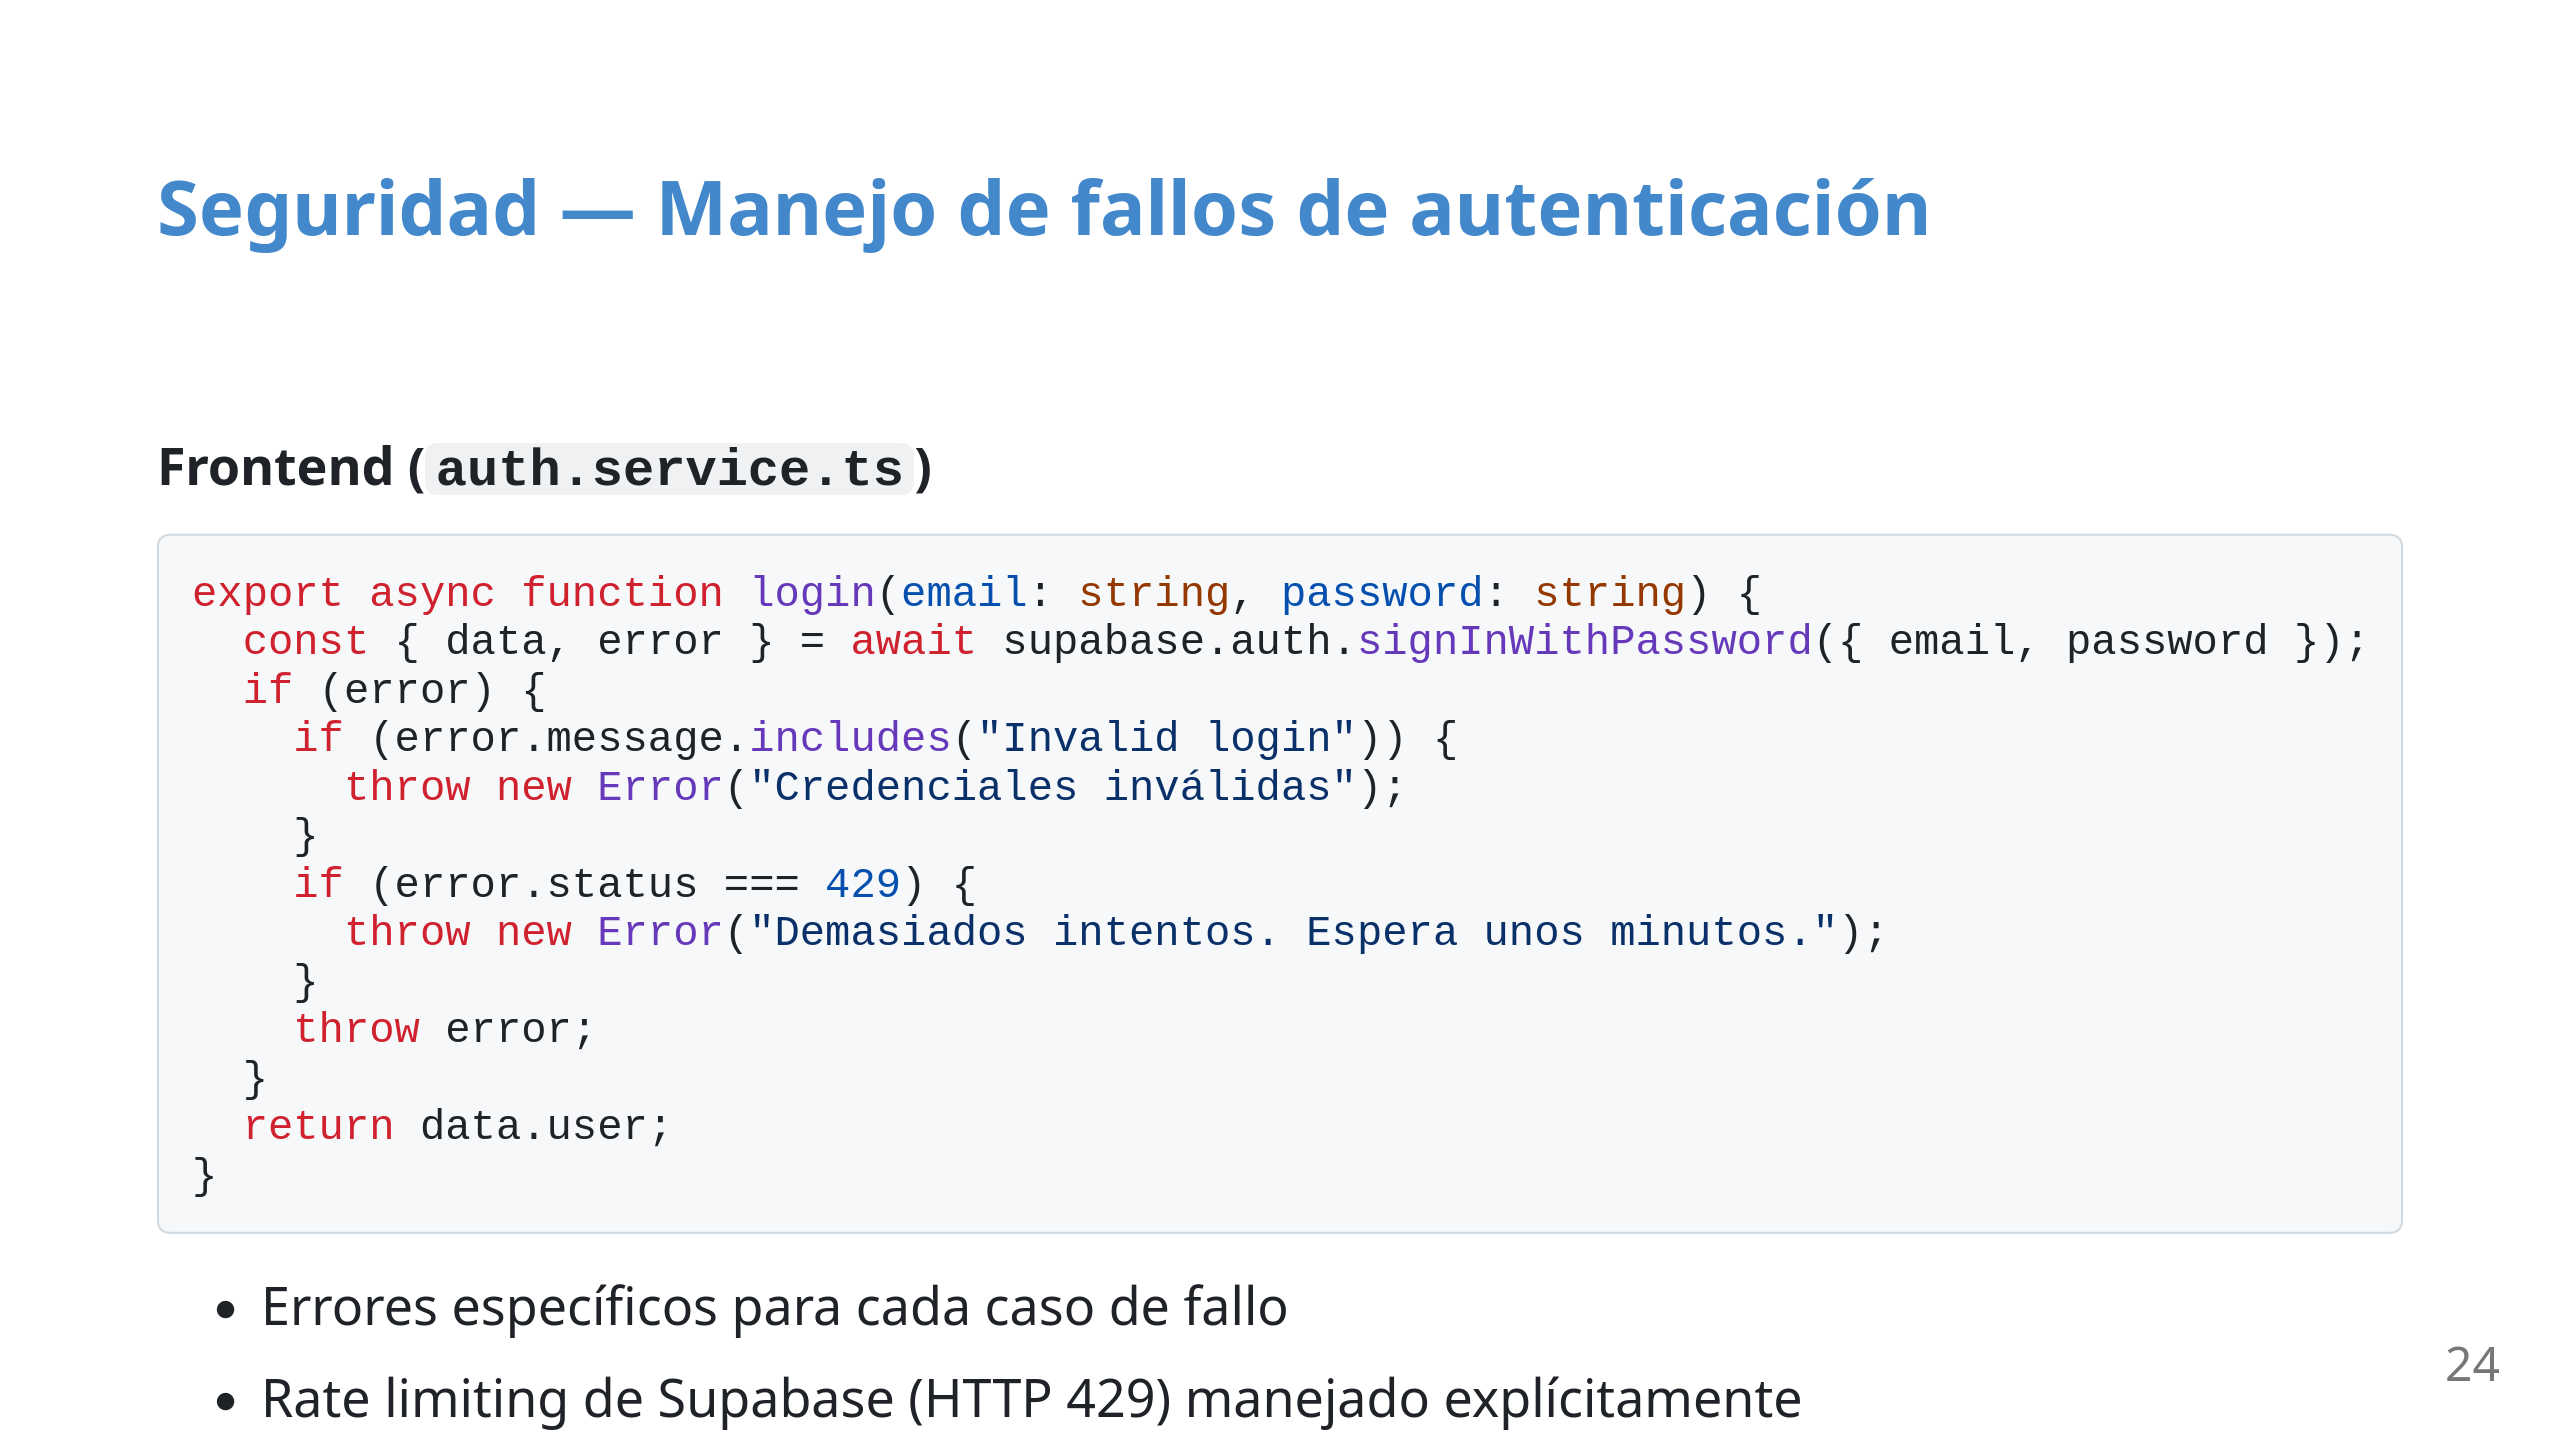 Seguridad — Manejo de fallos de autenticación
Frontend (auth.service.ts)
export async function login(email: string, password: string) {
  const { data, error } = await supabase.auth.signInWithPassword({ email, password });
  if (error) {
    if (error.message.includes("Invalid login")) {
      throw new Error("Credenciales inválidas");
    }
    if (error.status === 429) {
      throw new Error("Demasiados intentos. Espera unos minutos.");
    }
    throw error;
  }
  return data.user;
}
• Errores específicos para cada caso de fallo
• Rate limiting de Supabase (HTTP 429) manejado explícitamente
24